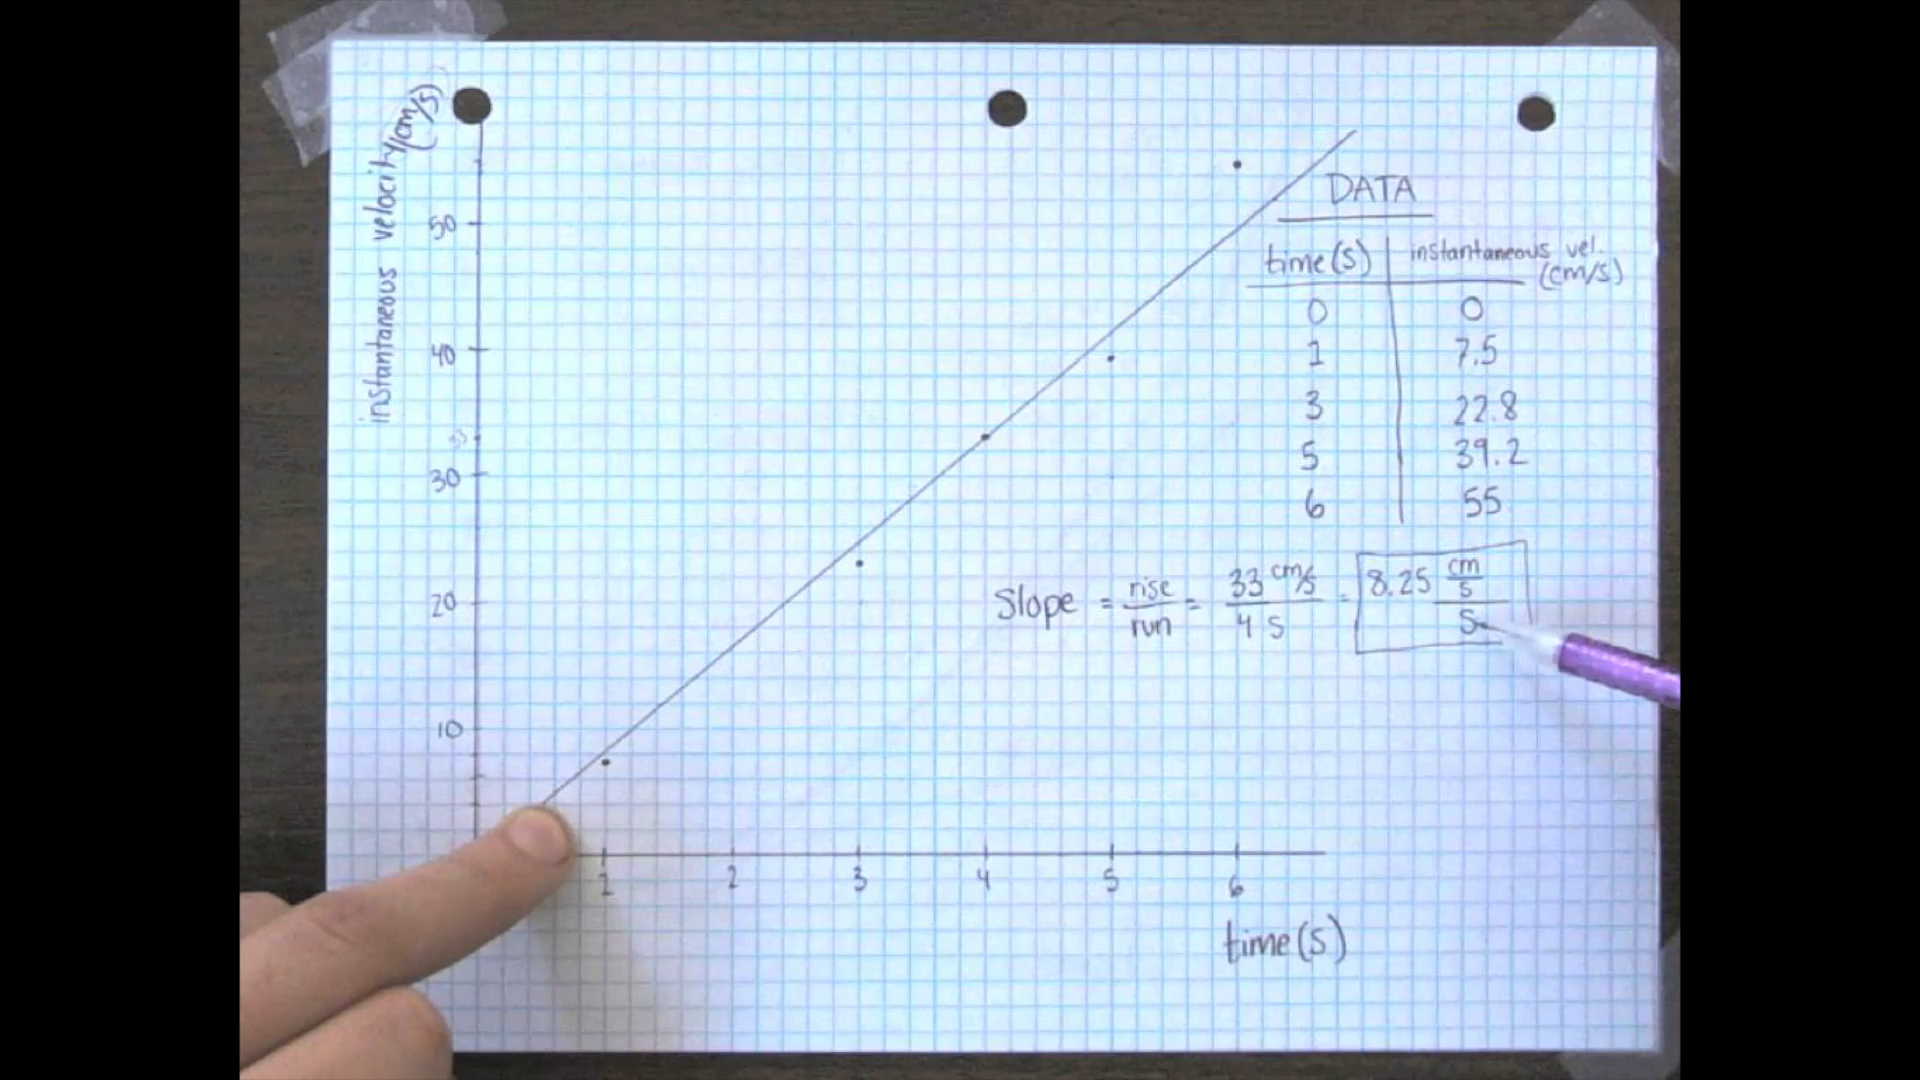 instantaneous velocity (cm/s)
50
40
33
30
20
10
1 2 3 4 5 6
time(s)
DATA
time(s) instantaneous vel. (cm/s)
0 0
1 7.5
3 22.8
5 39.2
6 55
Slope = rise/run = 33 cm/s / 4 s = 8.25 cm/s / s